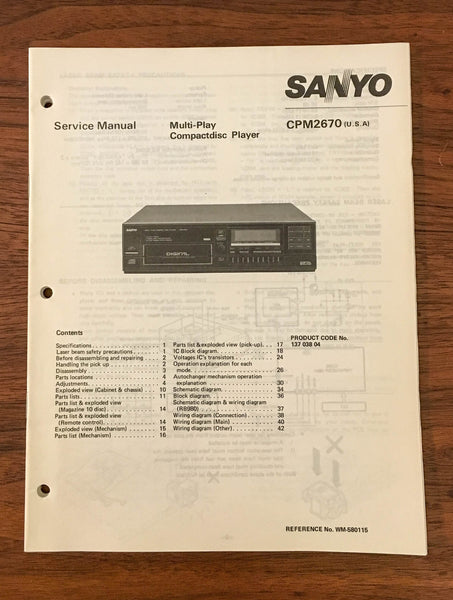 SANYO
Service Manual
Multi-Play
Compactdisc Player
CPM2670 (U.S.A)
SANYO
DIGITAL
Contents
Specifications . . . . . . . . . . . . . . 1
Laser beam safety precautions . . . . 1
Before disassembling and repairing . . 2
Handling the pick up . . . . . . . . . 2
Disassembly . . . . . . . . . . . . . . 3
Parts locations . . . . . . . . . . . . . 4
Adjustments . . . . . . . . . . . . . . 4
Exploded view (Cabinet & chassis) . . 10
Parts lists . . . . . . . . . . . . . . . 11
Parts list & exploded view
(Magazine 10 disc) . . . . . . . . . . 14
Parts list & exploded view
(Remote control) . . . . . . . . . . . 14
Exploded view (Mechanism) . . . . . 15
Parts list (Mechanism) . . . . . . . . 16
Parts list & exploded view (pick-up) . . . 17
IC Block diagram . . . . . . . . . . . . 18
Voltages IC's transistors . . . . . . . . 24
Operation explanation for each
mode . . . . . . . . . . . . . . . . . 26
Autochanger mechanism operation
explanation . . . . . . . . . . . . . . 30
Schematic diagram . . . . . . . . . . . 34
Block diagram . . . . . . . . . . . . . . 36
Schematic diagram & wiring diagram
(RB980) . . . . . . . . . . . . . . . . 37
Wiring diagram (Connection) . . . . . . 38
Wiring diagram (Main) . . . . . . . . . 40
Wiring diagram (Other) . . . . . . . . . 42
PRODUCT CODE No.
137 038 04
REFERENCE No. WM-580115